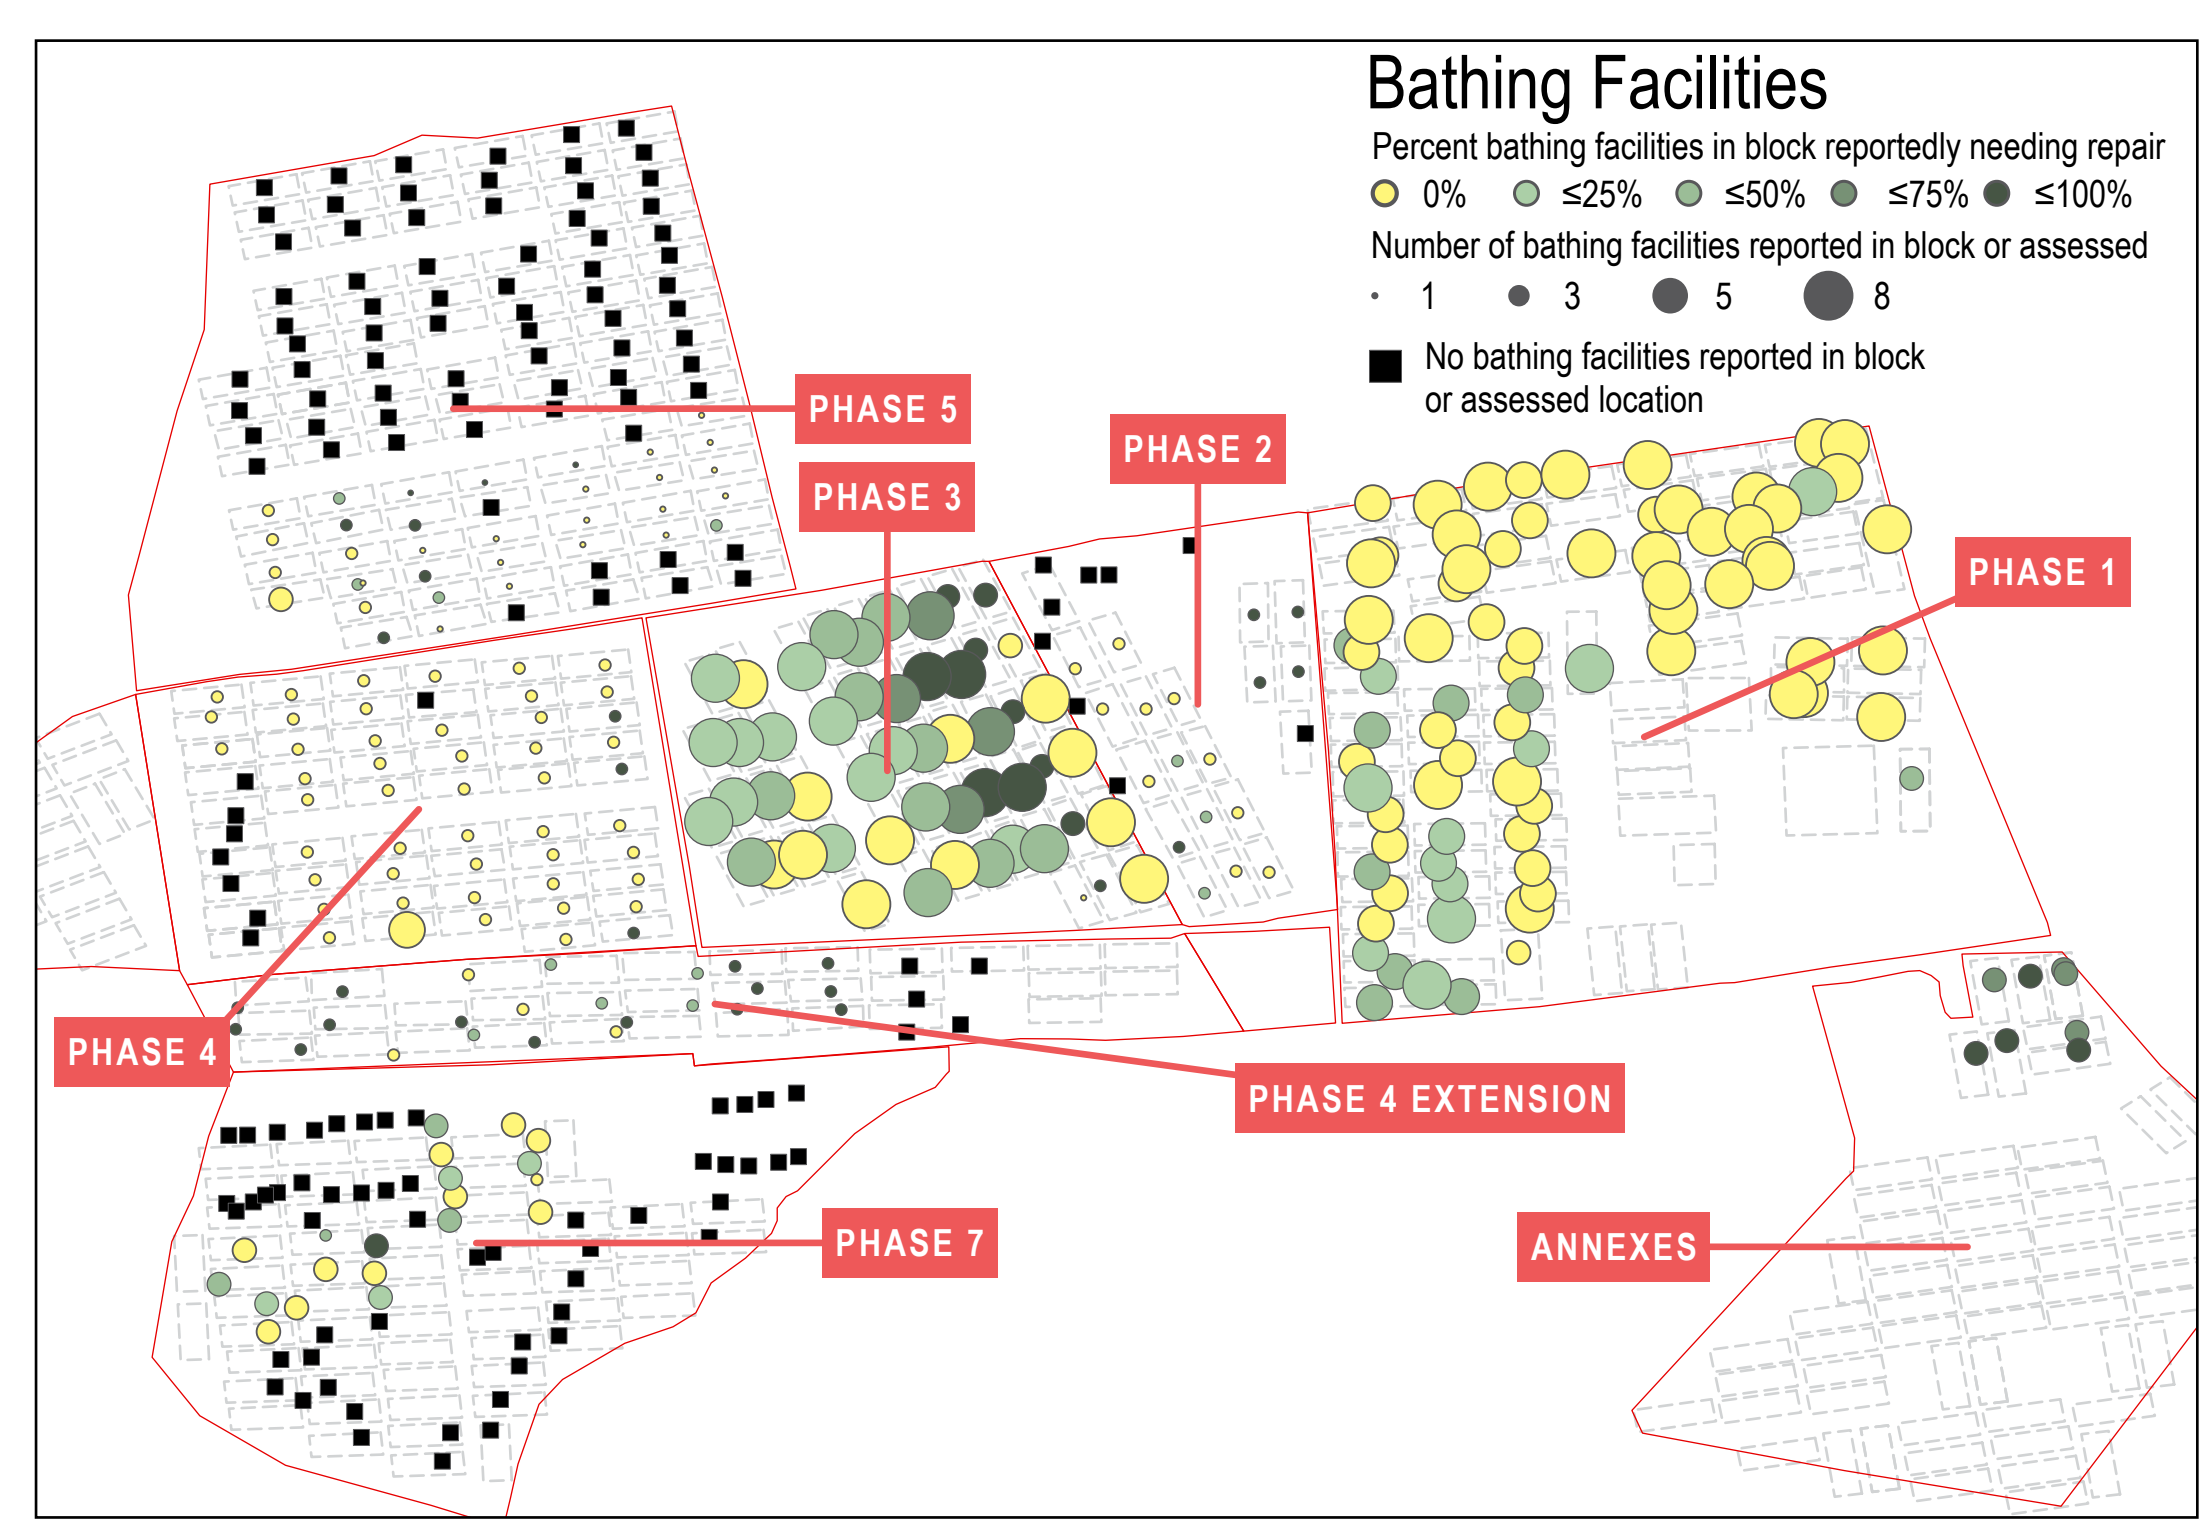 Bathing Facilities
Percent bathing facilities in block reportedly needing repair
0% ≤25% ≤50% ≤75% ≤100%
Number of bathing facilities reported in block or assessed
1 3 5 8
No bathing facilities reported in block
or assessed location
PHASE 5
PHASE 2
PHASE 3
PHASE 1
PHASE 4
PHASE 4 EXTENSION
PHASE 7
ANNEXES